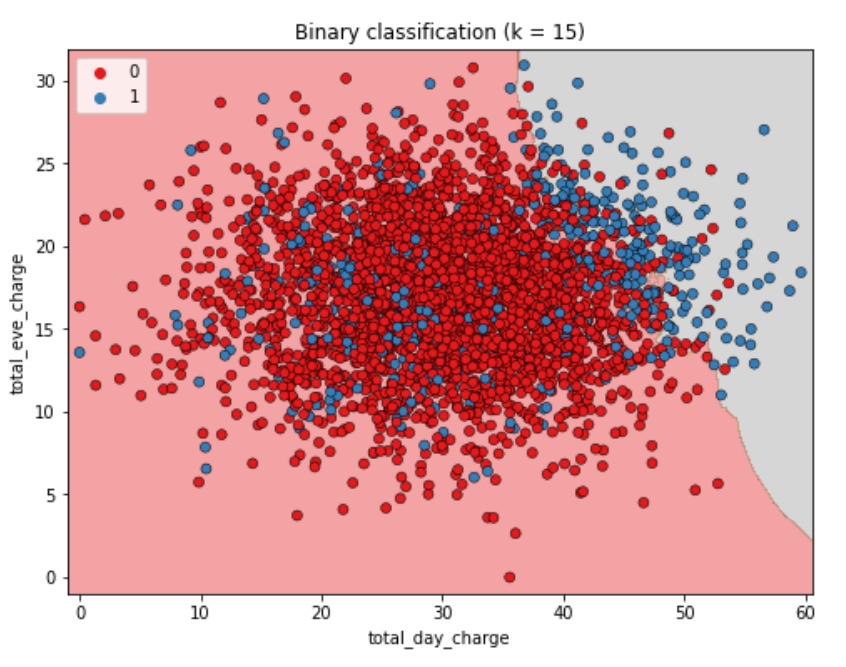 Binary classification (k = 15)
0
1
total_eve_charge
30
25
20
15
10
5
0
0 10 20 30 40 50 60
total_day_charge